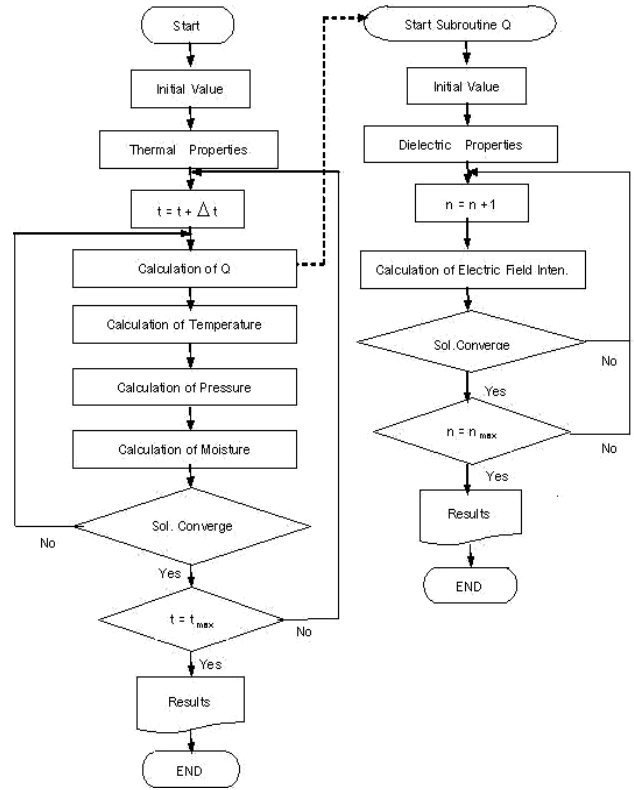 Start
Initial Value
Thermal Properties
t = t + Δ t
Calculation of Q
Calculation of Temperature
Calculation of Pressure
Calculation of Moisture
Sol. Converge
No
Yes
t = tmax
No
Yes
Results
END
Start Subroutine Q
Initial Value
Dielectric Properties
n = n +1
Calculation of Electric Field Inten.
Sol.Converge
No
Yes
n = nmax
No
Yes
Results
END